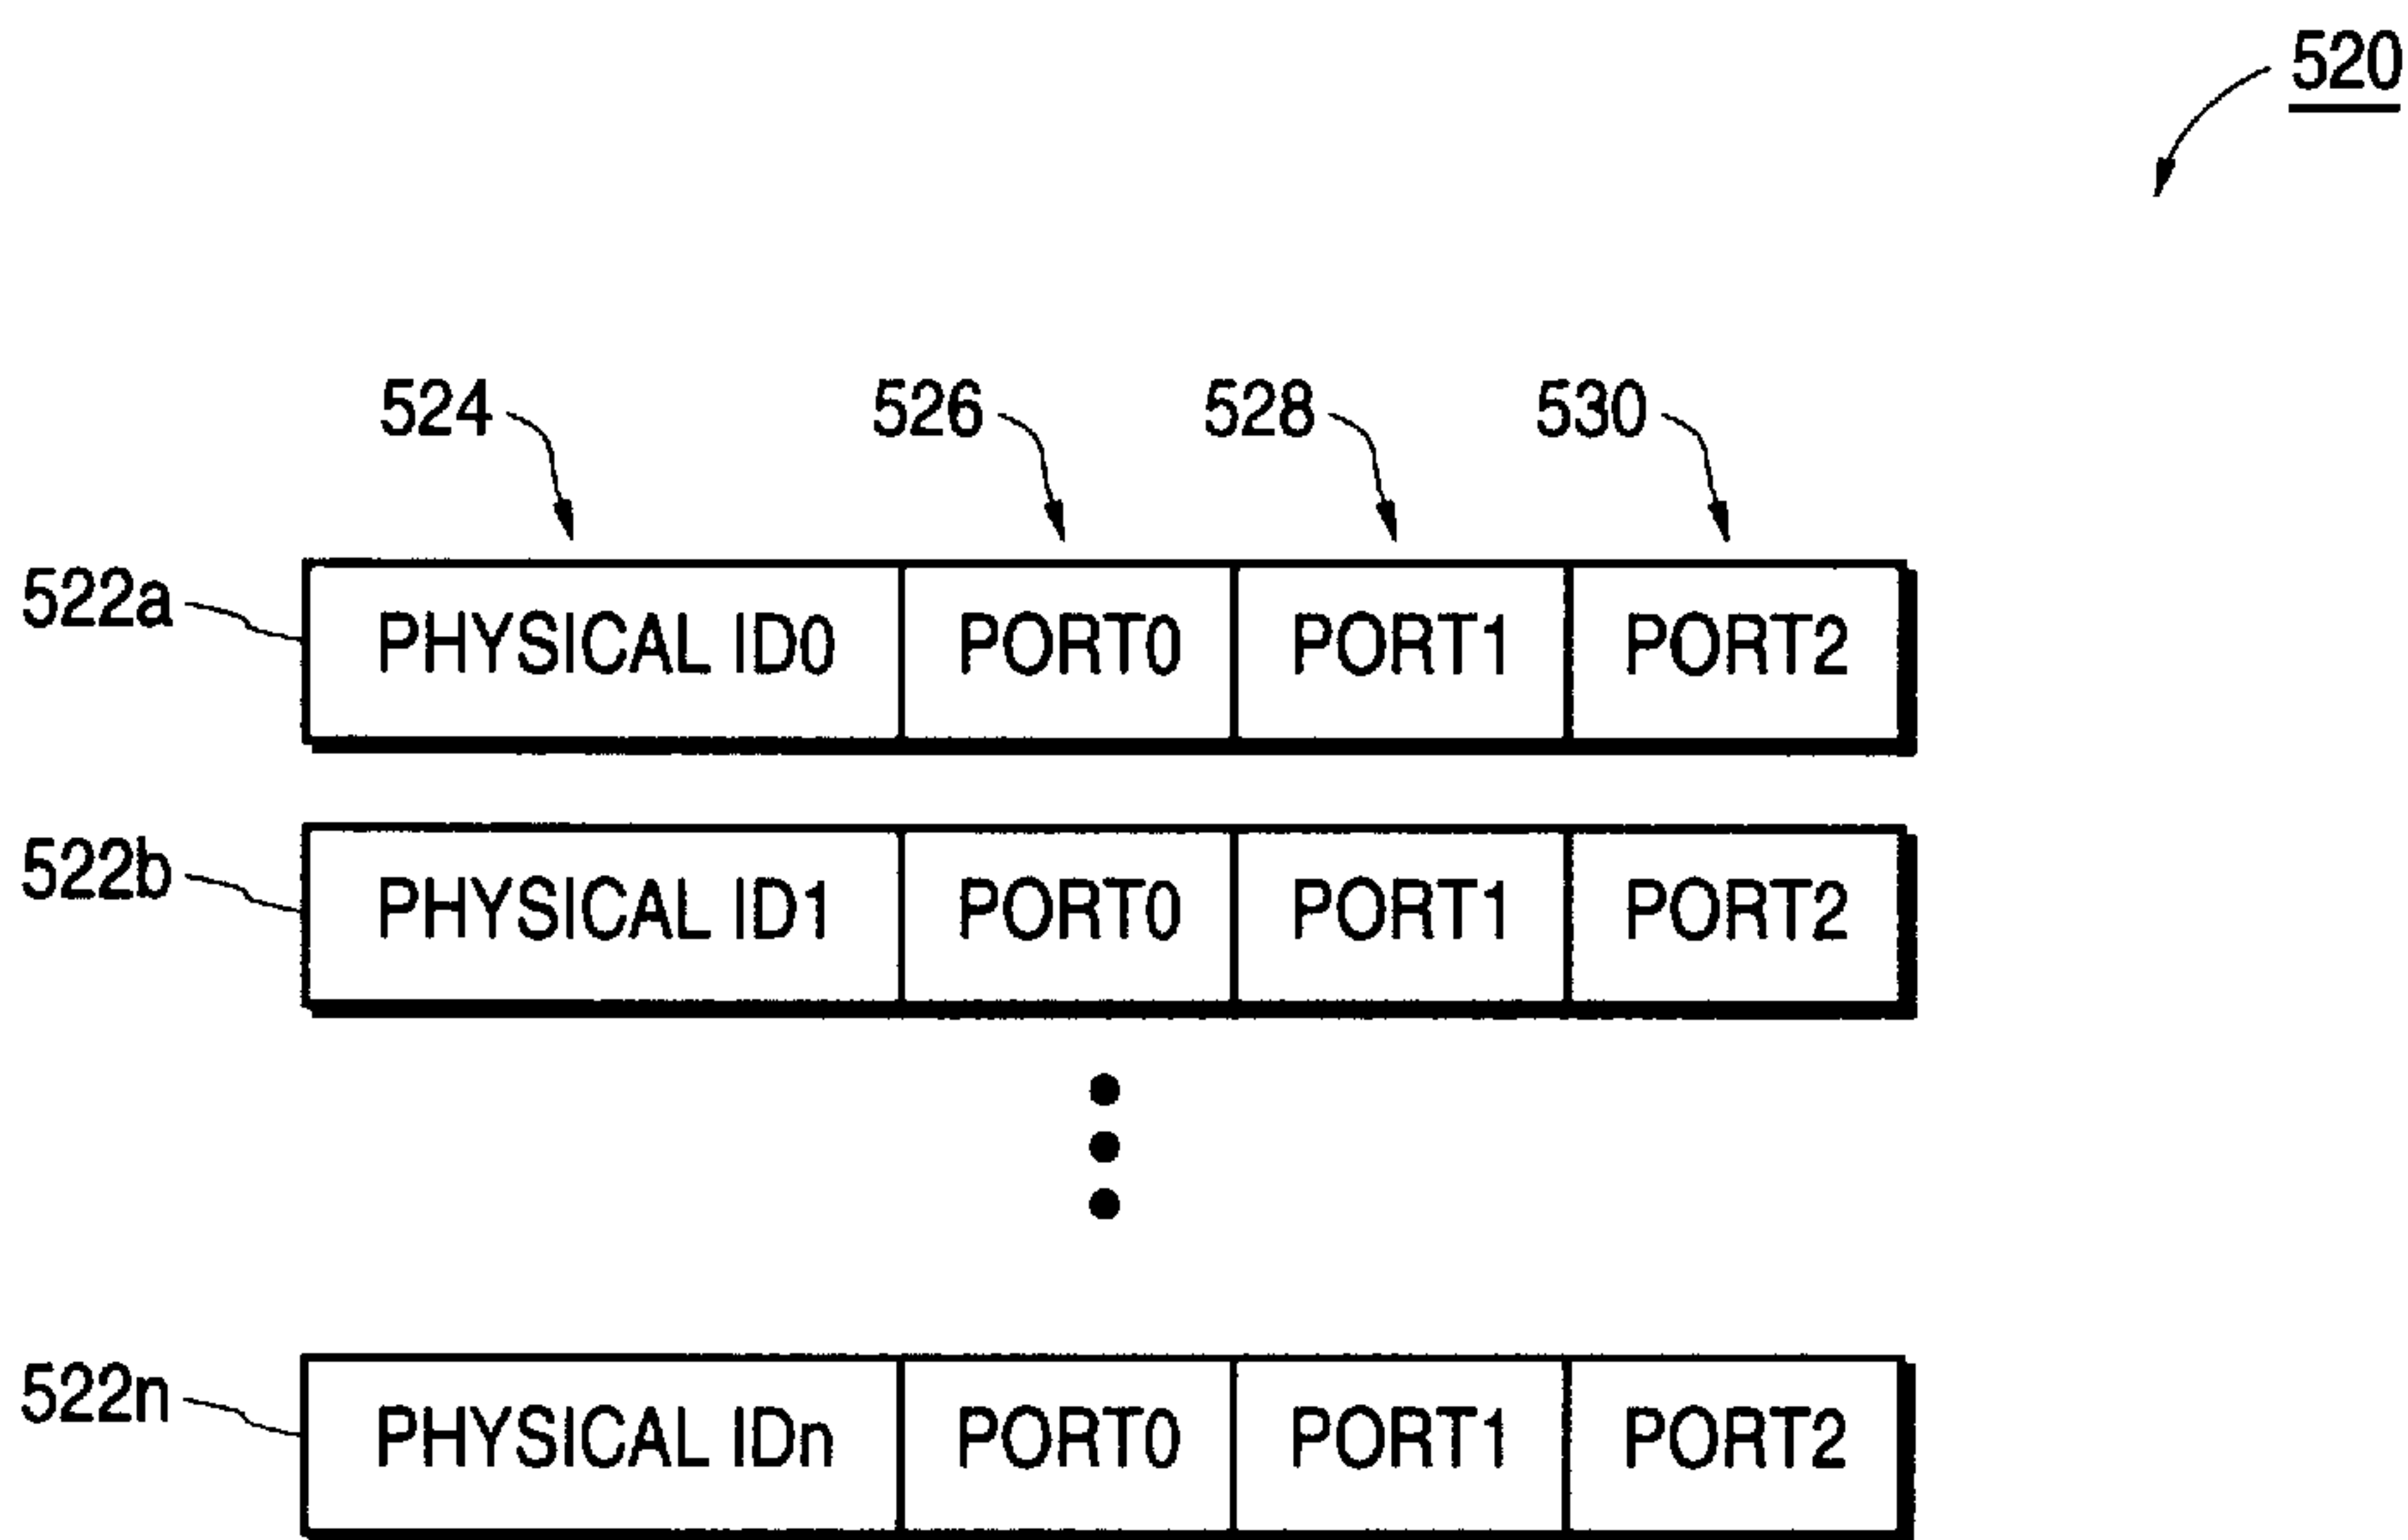 520
524 526 528 530
522a PHYSICAL ID0 PORT0 PORT1 PORT2
522b PHYSICAL ID1 PORT0 PORT1 PORT2
522n PHYSICAL IDn PORT0 PORT1 PORT2